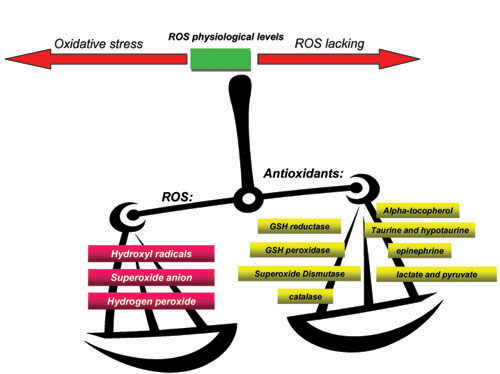 ROS physiological levels
Oxidative stress
ROS lacking
Antioxidants:
ROS:
Hydroxyl radicals
Superoxide anion
Hydrogen peroxide
GSH reductase
GSH peroxidase
Superoxide Dismutase
catalase
Alpha-tocopherol
Taurine and hypotaurine
epinephrine
lactate and pyruvate